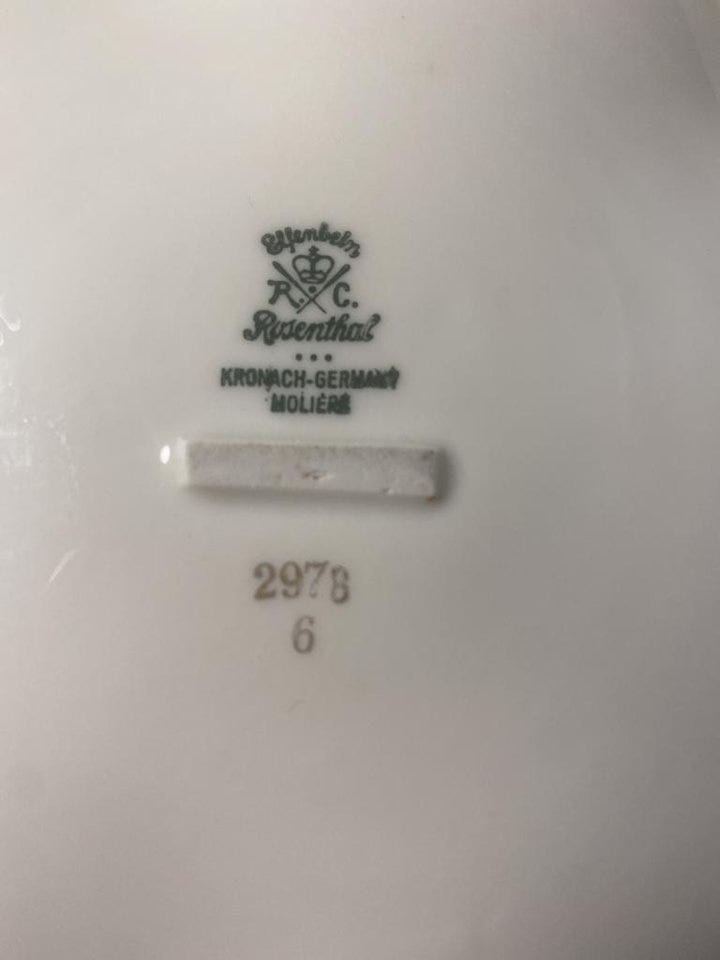 Elfenbein
R. C.
Rosenthal
KRONACH-GERMANY
MOLIÈRE
2978
6